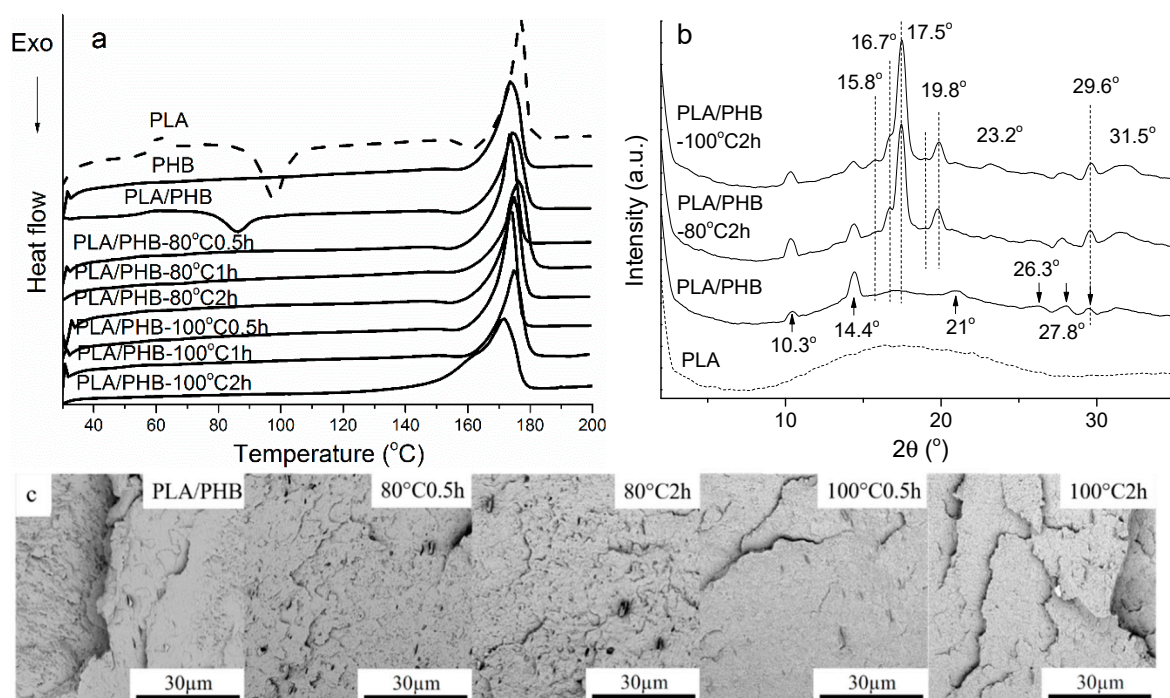 a
Exo
Heat flow
PLA
PHB
PLA/PHB
PLA/PHB-80°C0.5h
PLA/PHB-80°C1h
PLA/PHB-80°C2h
PLA/PHB-100°C0.5h
PLA/PHB-100°C1h
PLA/PHB-100°C2h
40 60 80 100 120 140 160 180 200
Temperature (°C)
b
Intensity (a.u.)
17.5°
16.7°
15.8°
19.8°
29.6°
23.2°
31.5°
PLA/PHB
-100°C2h
PLA/PHB
-80°C2h
26.3°
PLA/PHB
10.3°
14.4°
21°
27.8°
PLA
10 20 30
2θ (°)
c
PLA/PHB
80°C0.5h
80°C2h
100°C0.5h
100°C2h
30µm
30µm
30µm
30µm
30µm